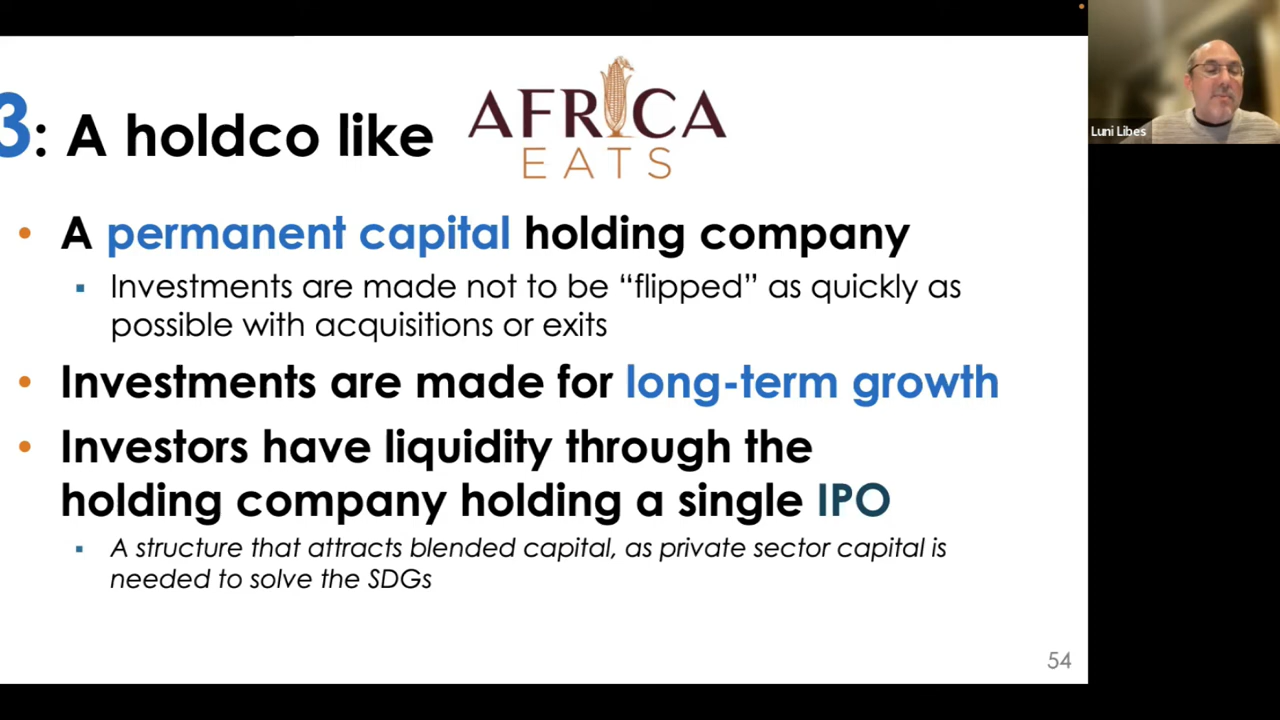 3: A holdco like
AFRICA
EATS
Luni Libes
• A permanent capital holding company
▪ Investments are made not to be “flipped” as quickly as
possible with acquisitions or exits
• Investments are made for long-term growth
• Investors have liquidity through the
holding company holding a single IPO
▪ A structure that attracts blended capital, as private sector capital is
needed to solve the SDGs
54